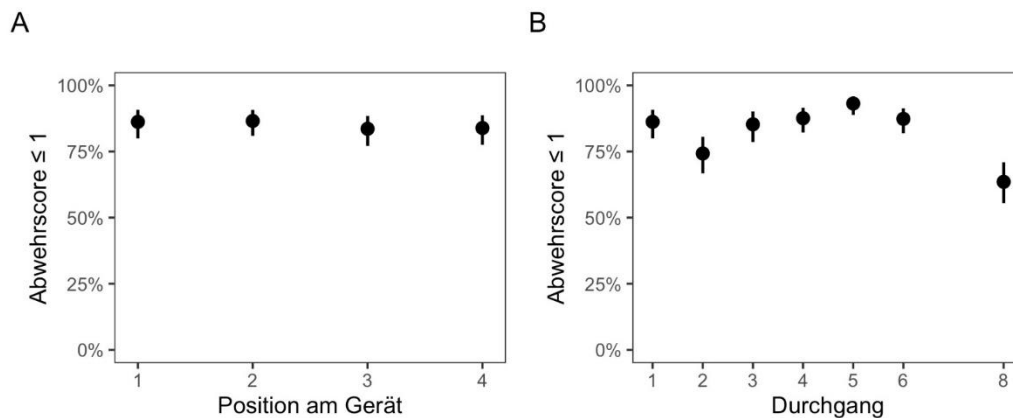 A
Abwehrscore ≤ 1
100%
75%
50%
25%
0%
1 2 3 4
Position am Gerät
B
Abwehrscore ≤ 1
100%
75%
50%
25%
0%
1 2 3 4 5 6 8
Durchgang